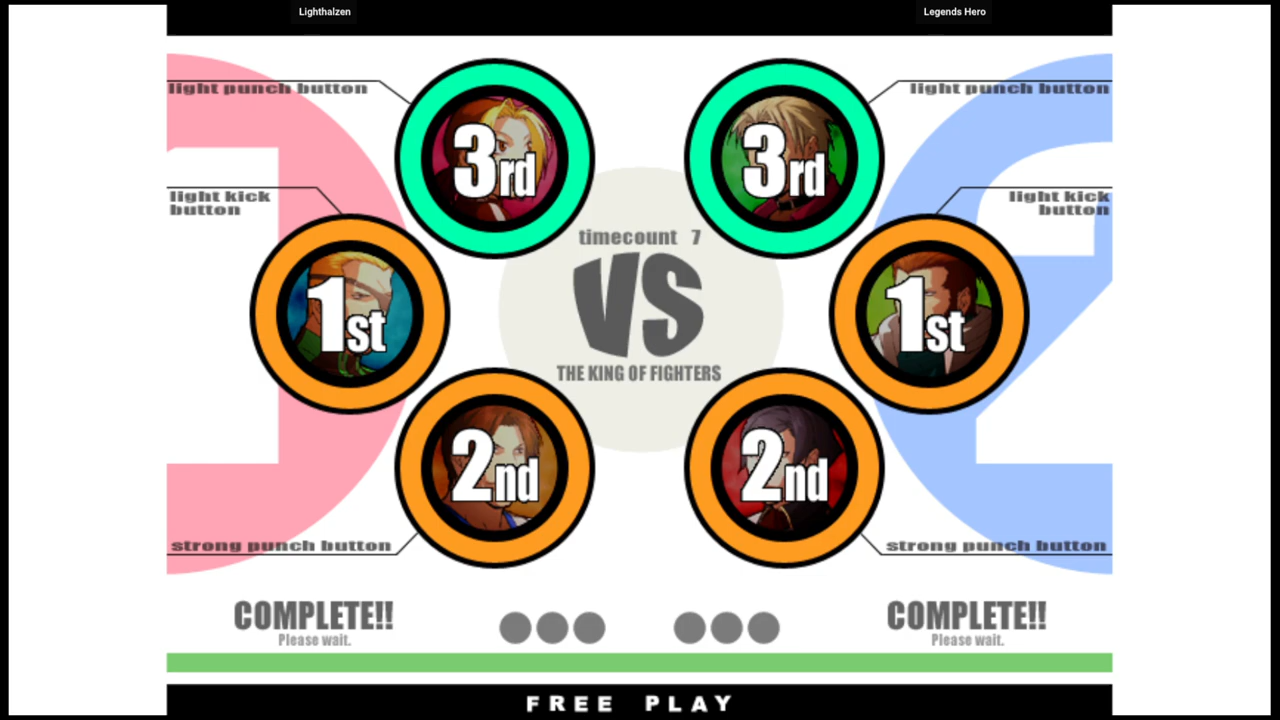 Lighthalzen
Legends Hero
light punch button
light punch button
3rd
3rd
light kick
button
light kick
button
timecount 7
VS
THE KING OF FIGHTERS
1st
1st
2nd
2nd
strong punch button
strong punch button
COMPLETE!!
Please wait.
COMPLETE!!
Please wait.
FREE PLAY
1
2